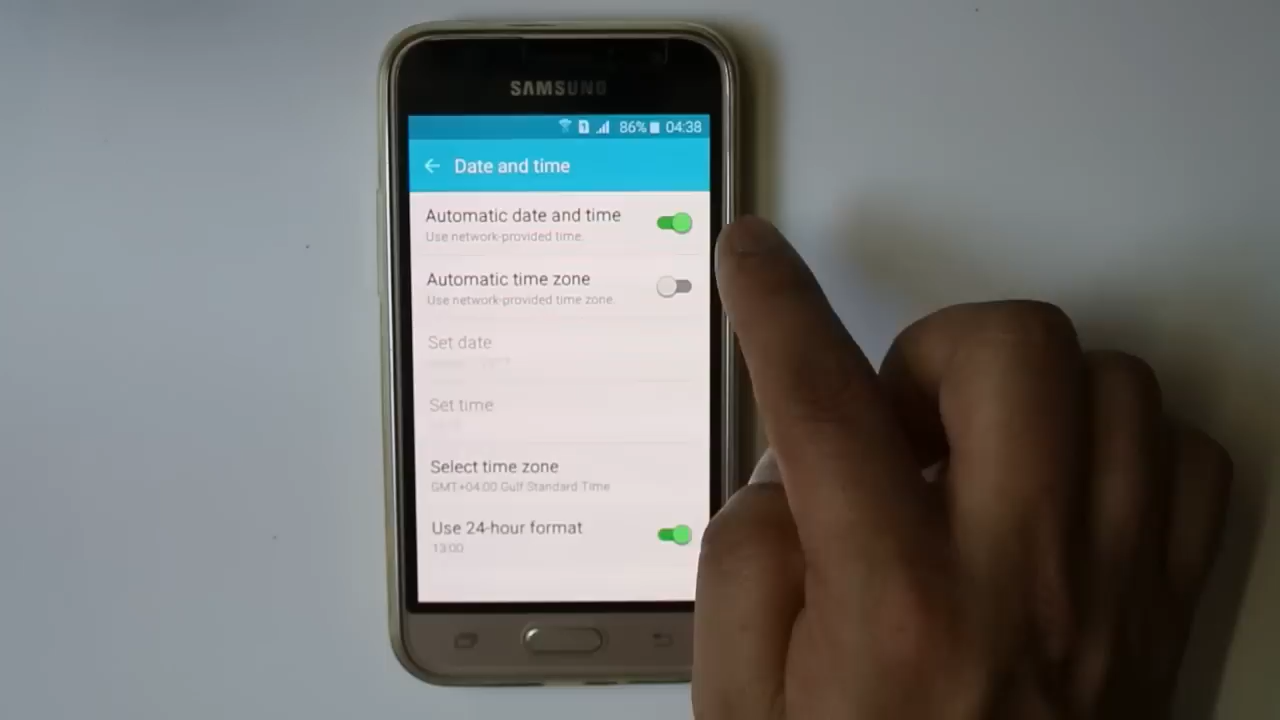 SAMSUNG
86% 04:38
Date and time
Automatic date and time
Use network-provided time.
Automatic time zone
Use network-provided time zone.
Set date
Set time
Select time zone
GMT+04:00 Gulf Standard Time
Use 24-hour format
13:00